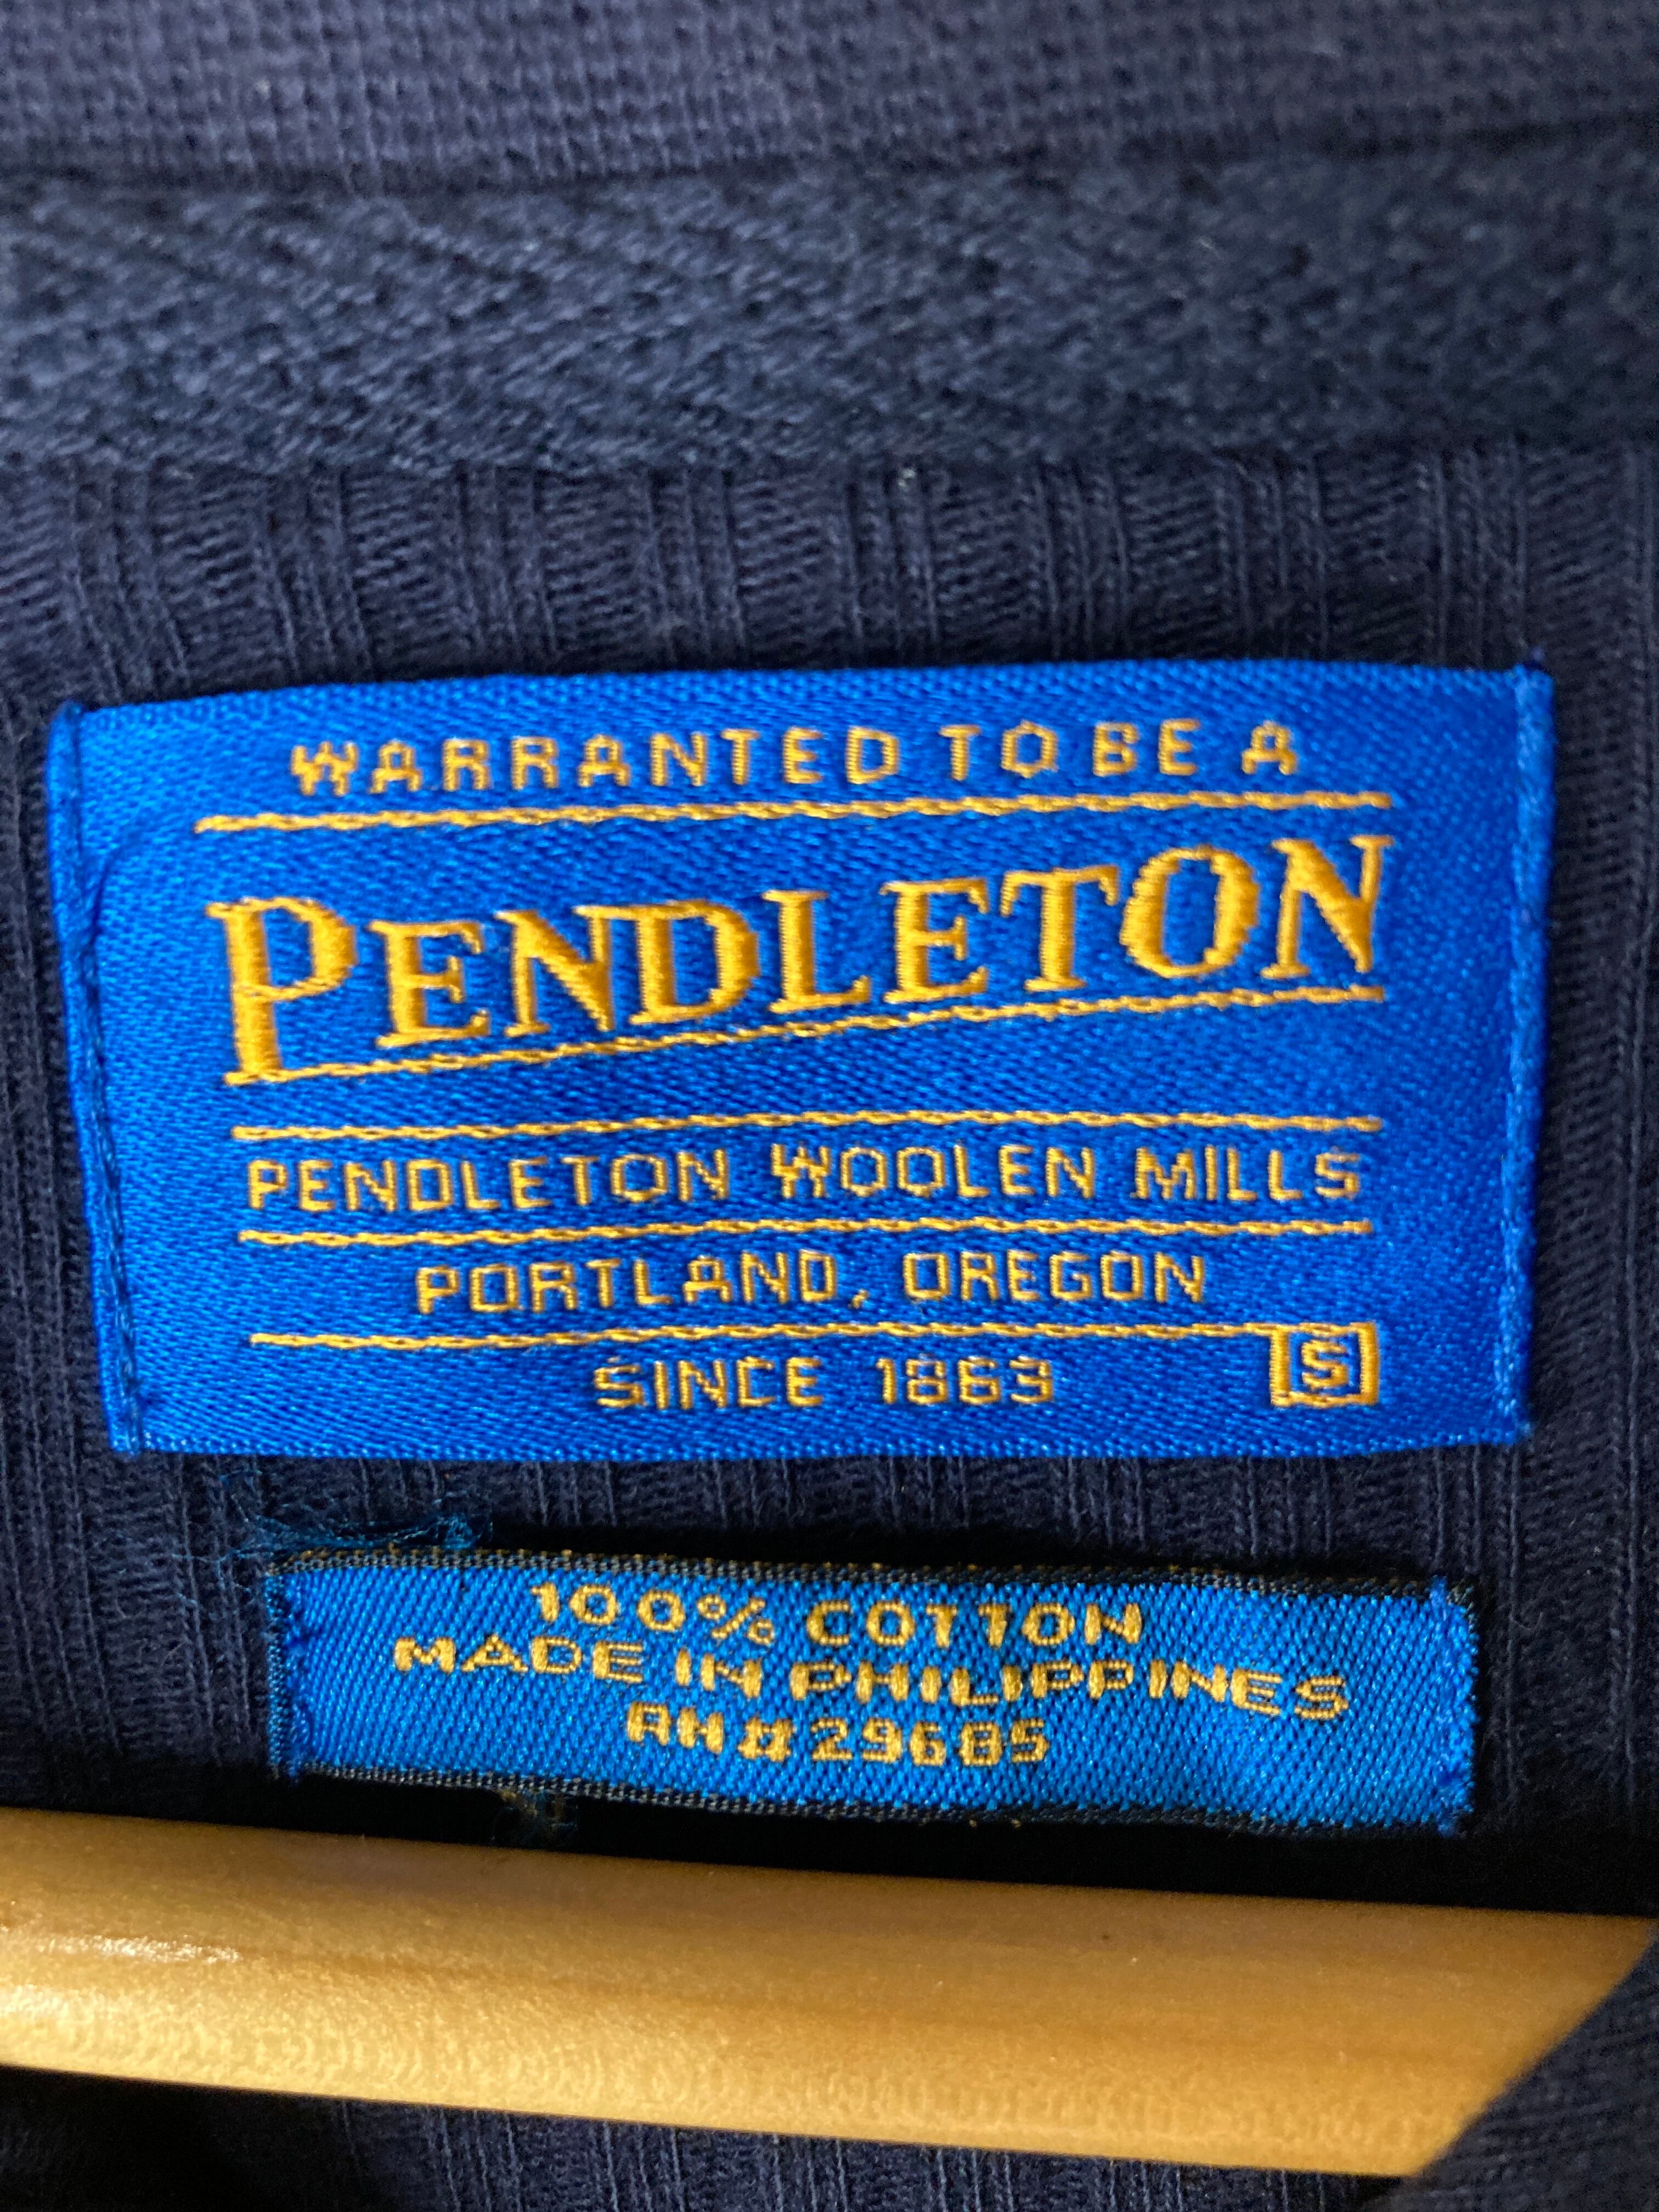 WARRANTED TO BE A
PENDLETON
PENDLETON WOOLEN MILLS
PORTLAND, OREGON
SINCE 1863
S
100% COTTON
MADE IN PHILIPPINES
RN#29685